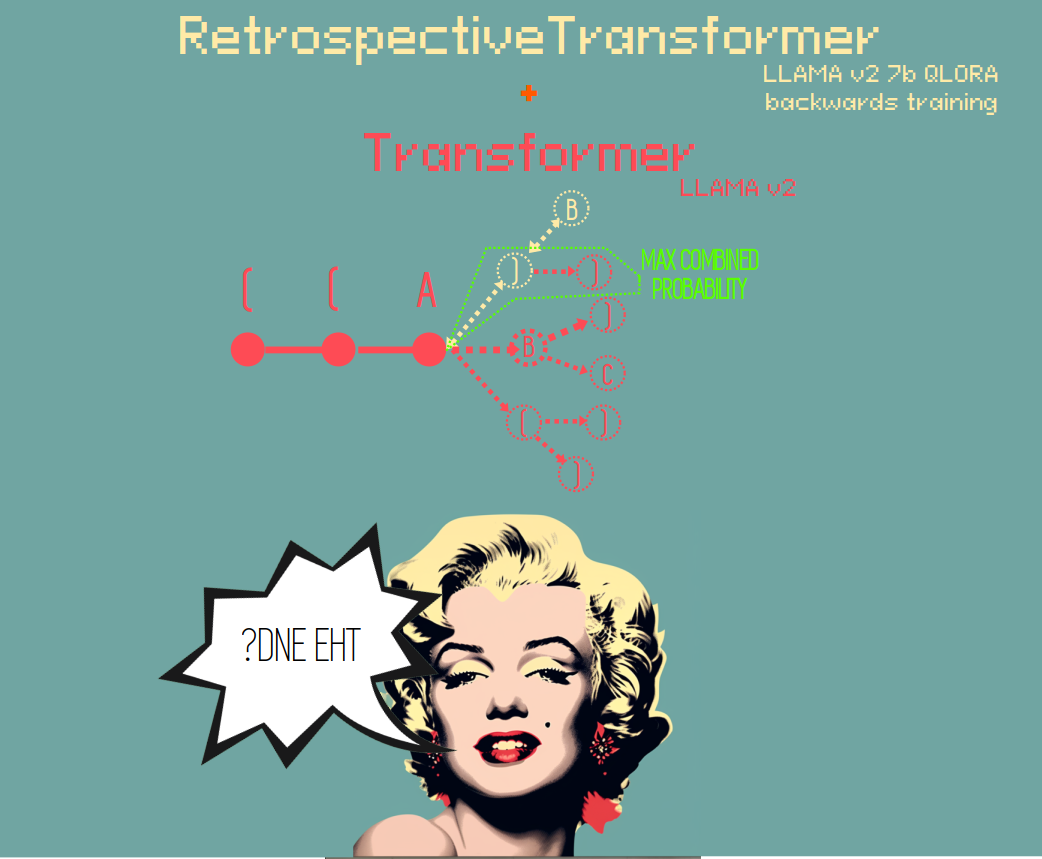 RetrospectiveTransformer
LLAMA v2 7b QLORA
backwards training
+
Transformer
LLAMA v2
B
( ( A
) )
MAX COMBINED
PROBABILITY
)
B
C
( )
)
?DNE EHT